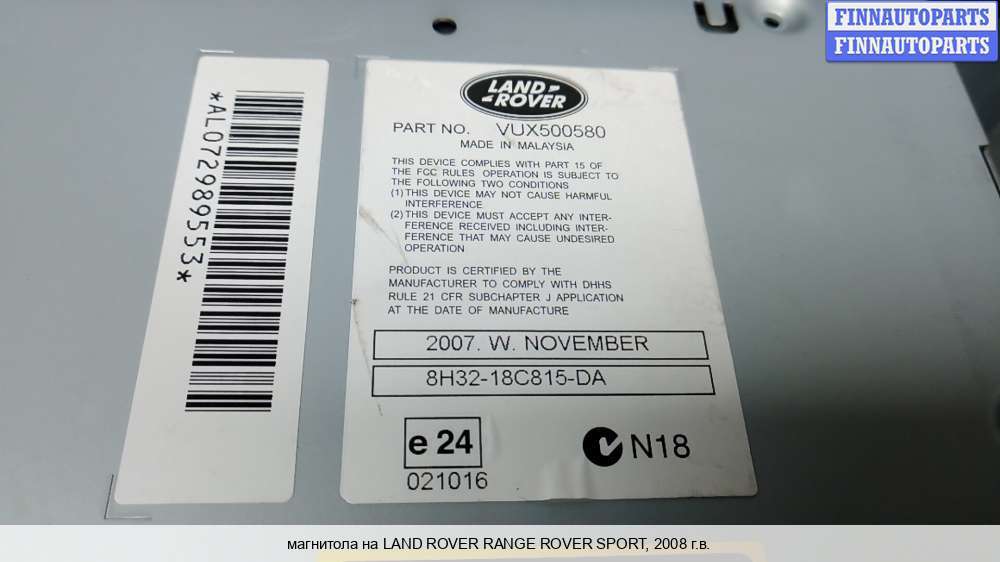 FINNAUTOPARTS
FINNAUTOPARTS
*AL072989553*
LAND
ROVER
PART NO. VUX500580
MADE IN MALAYSIA
THIS DEVICE COMPLIES WITH PART 15 OF
THE FCC RULES OPERATION IS SUBJECT TO
THE FOLLOWING TWO CONDITIONS
(1) THIS DEVICE MAY NOT CAUSE HARMFUL
INTERFERENCE
(2) THIS DEVICE MUST ACCEPT ANY INTER-
FERENCE RECEIVED INCLUDING INTER-
FERENCE THAT MAY CAUSE UNDESIRED
OPERATION
PRODUCT IS CERTIFIED BY THE
MANUFACTURER TO COMPLY WITH DHHS
RULE 21 CFR SUBCHAPTER J APPLICATION
AT THE DATE OF MANUFACTURE
2007. W. NOVEMBER
8H32-18C815-DA
e 24
021016
N18
магнитола на LAND ROVER RANGE ROVER SPORT, 2008 г.в.